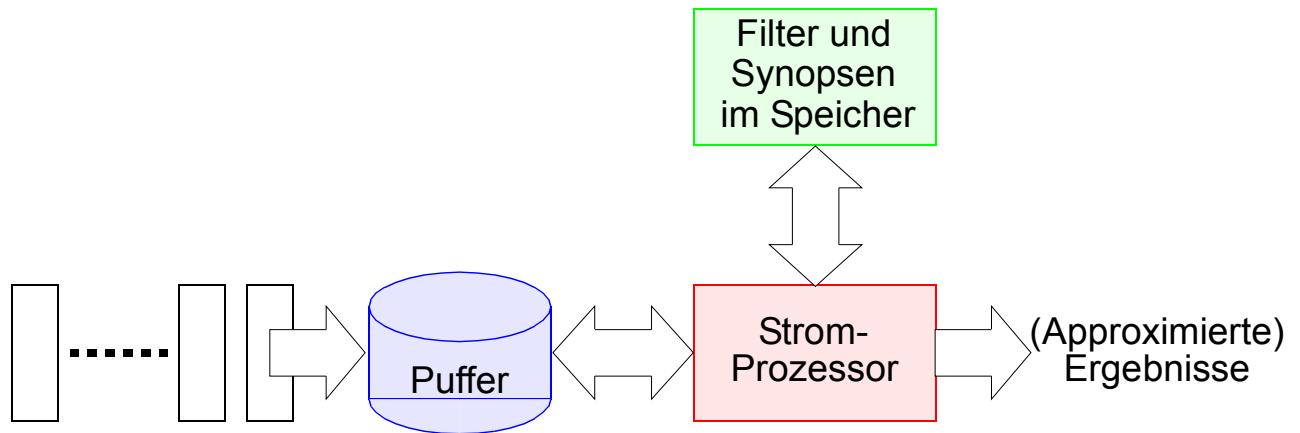 Filter und
Synopsen
im Speicher
Puffer
Strom-
Prozessor
(Approximierte)
Ergebnisse